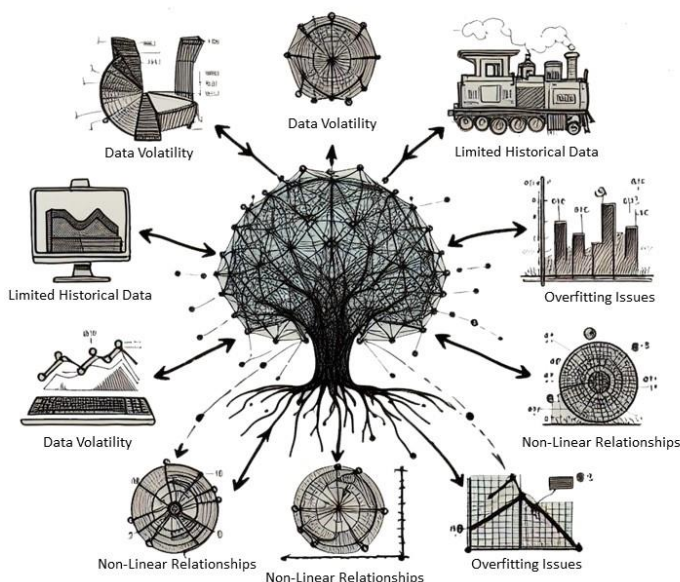 Data Volatility
Data Volatility
Limited Historical Data
Limited Historical Data
Overfitting Issues
Data Volatility
Non-Linear Relationships
Non-Linear Relationships
Non-Linear Relationships
Overfitting Issues